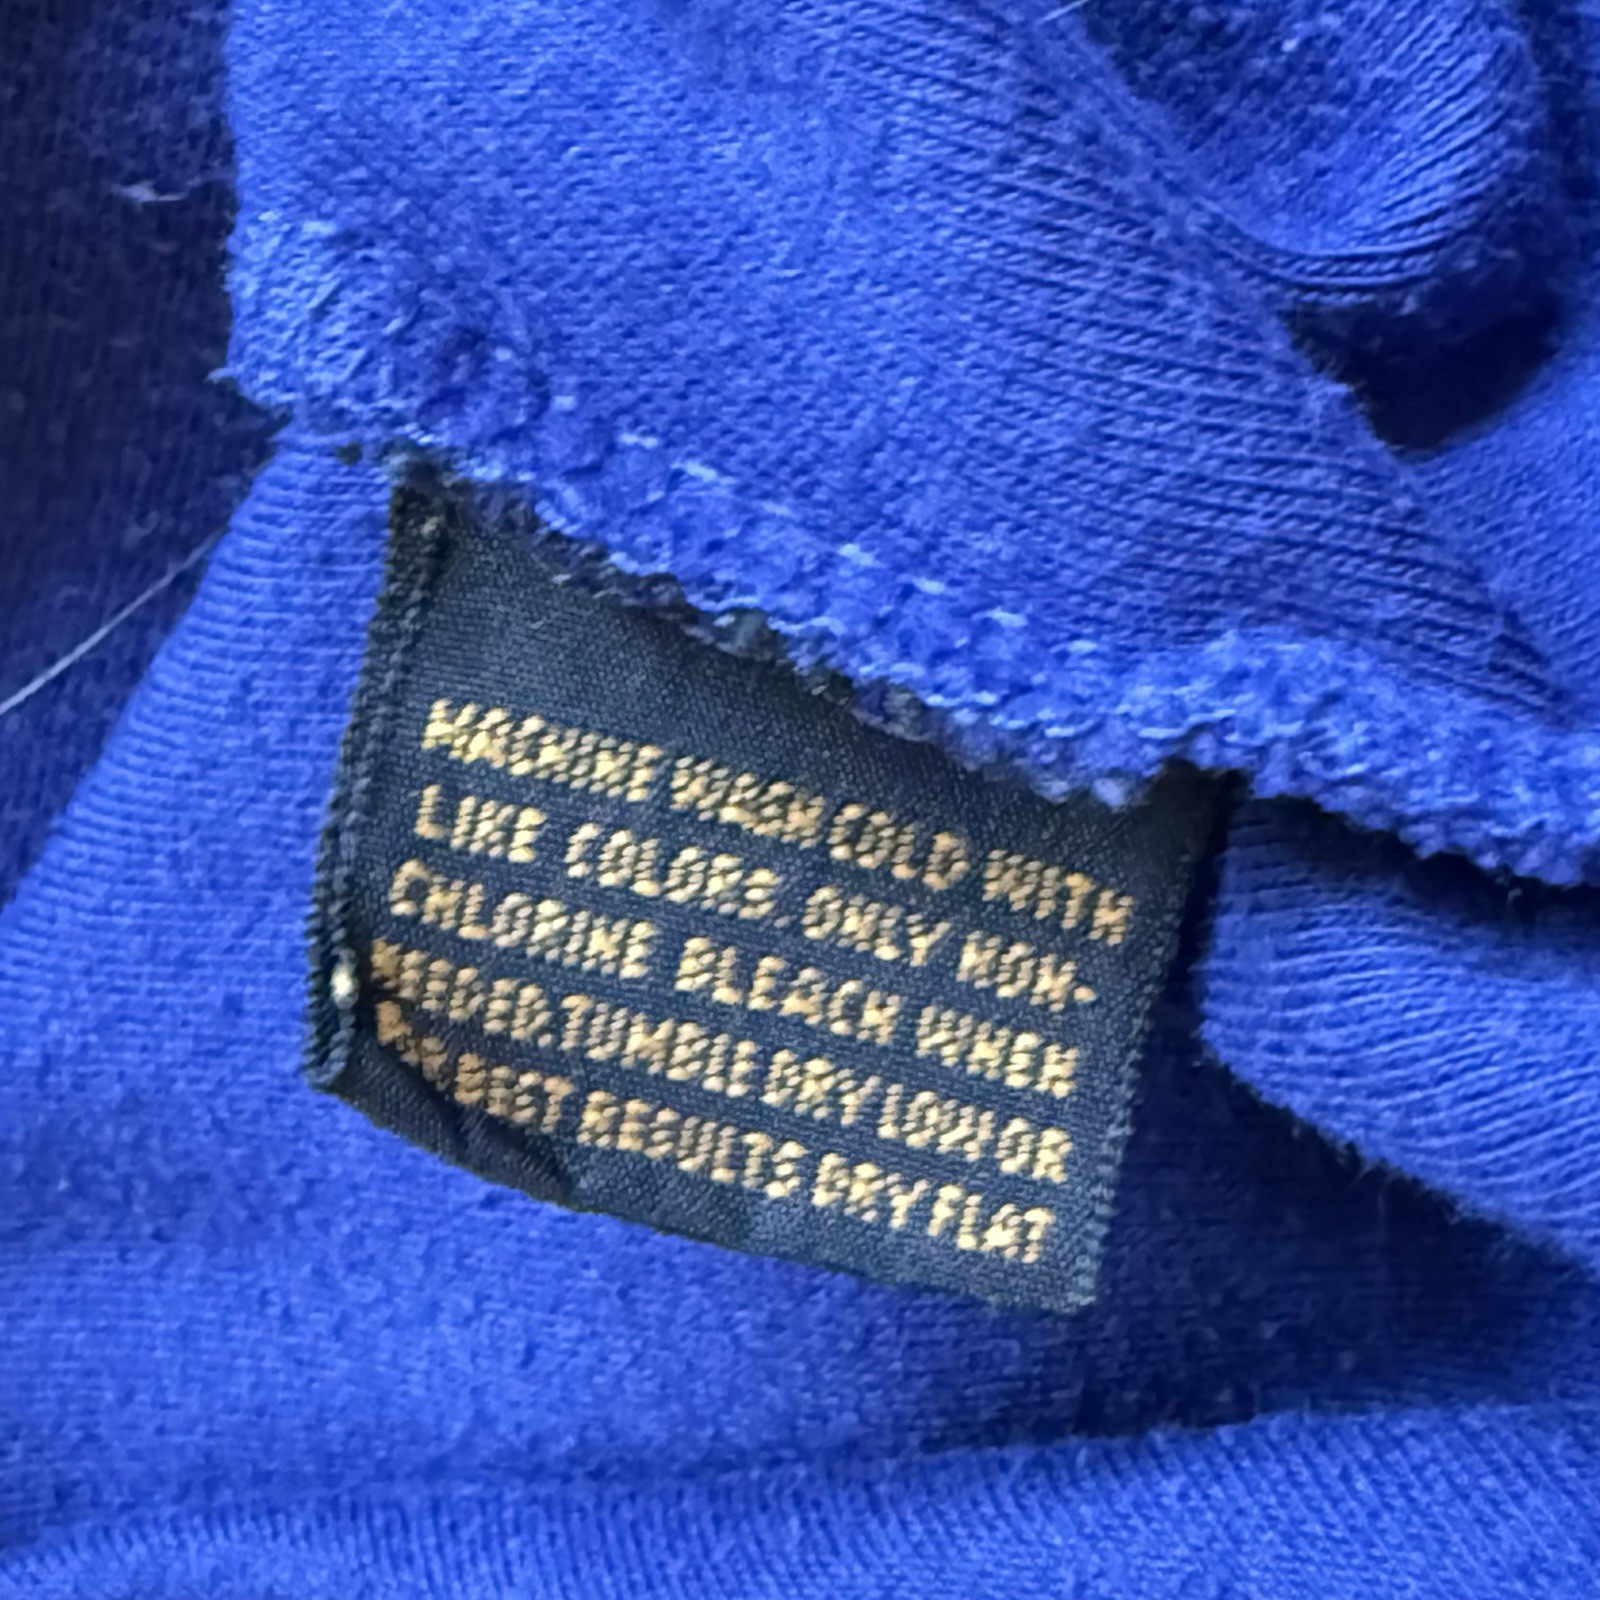 MACHINE WASH COLD WITH
LIKE COLORS. ONLY NON-
CHLORINE BLEACH WHEN
NEEDED. TUMBLE DRY LOW OR
BEST RESULTS DRY FLAT